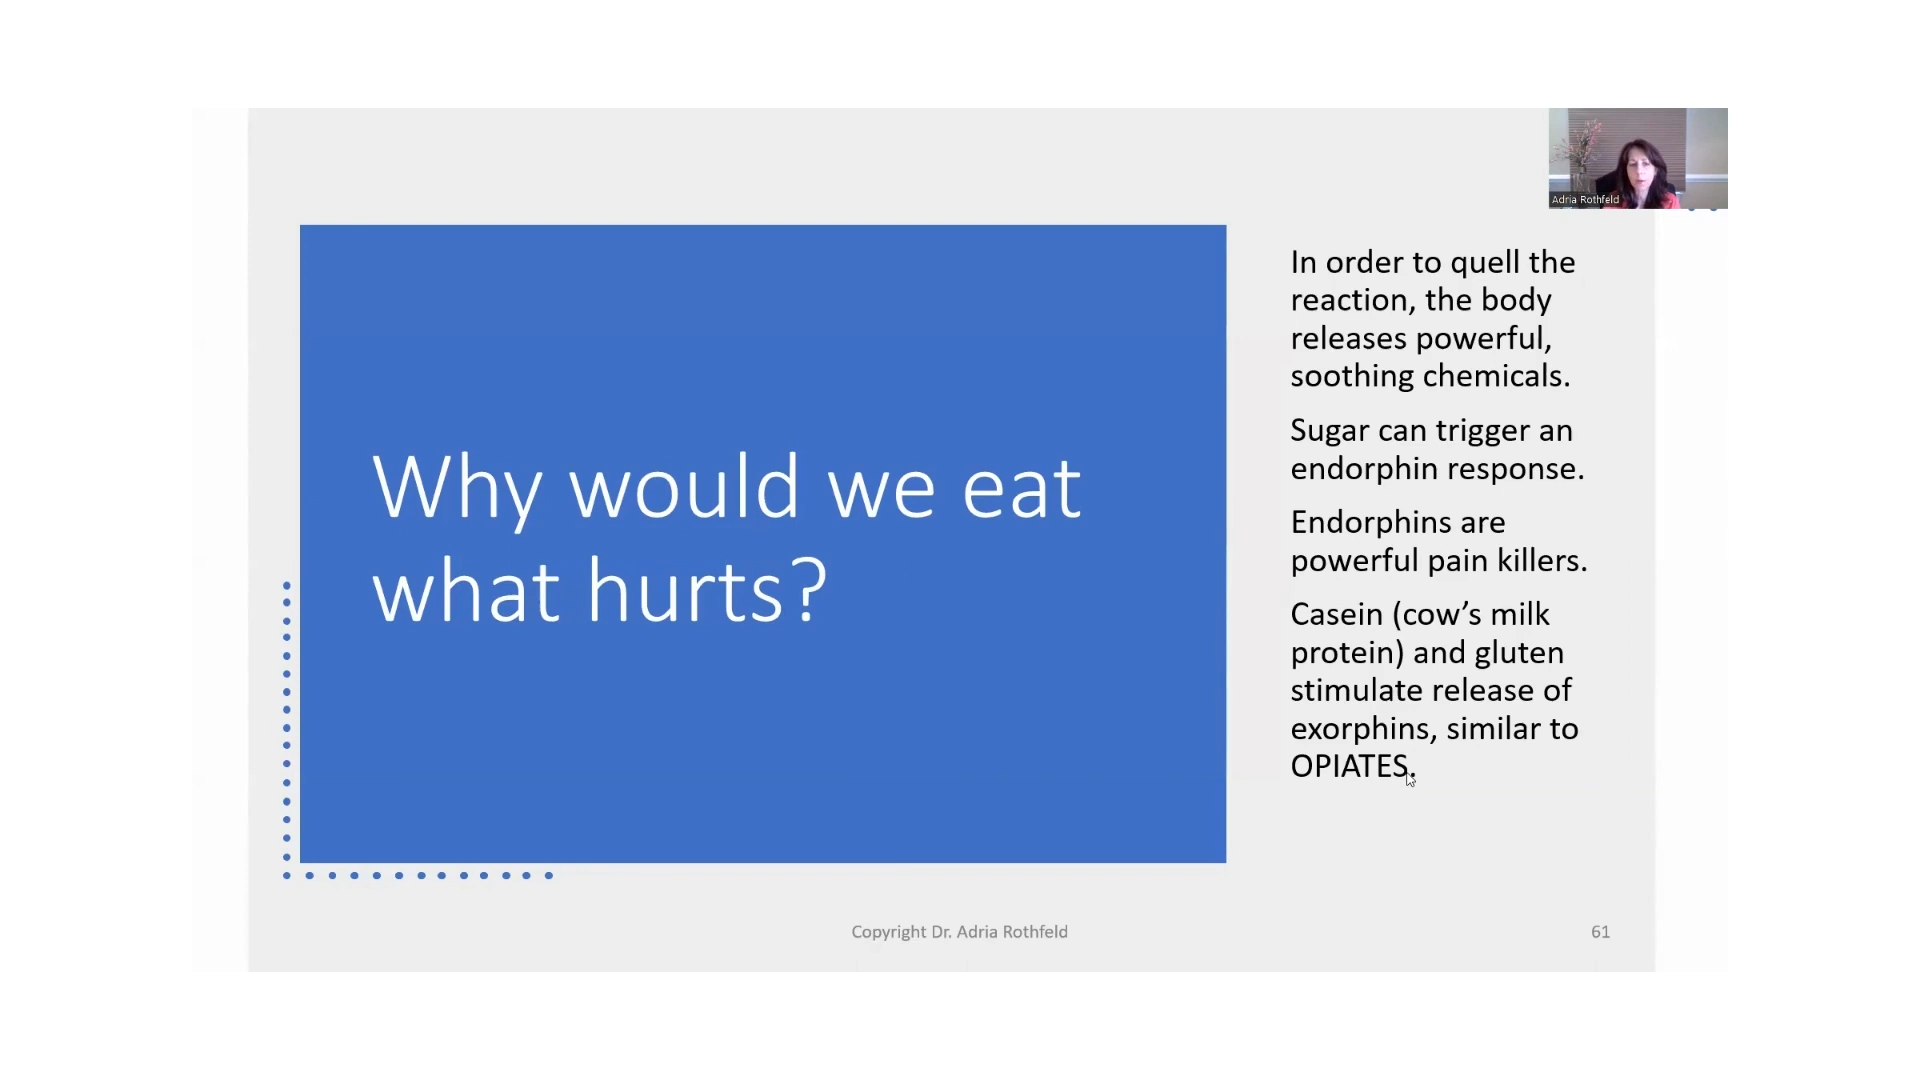 Adria Rothfeld
Why would we eat
what hurts?
In order to quell the
reaction, the body
releases powerful,
soothing chemicals.
Sugar can trigger an
endorphin response.
Endorphins are
powerful pain killers.
Casein (cow’s milk
protein) and gluten
stimulate release of
exorphins, similar to
OPIATES.
Copyright Dr. Adria Rothfeld
61